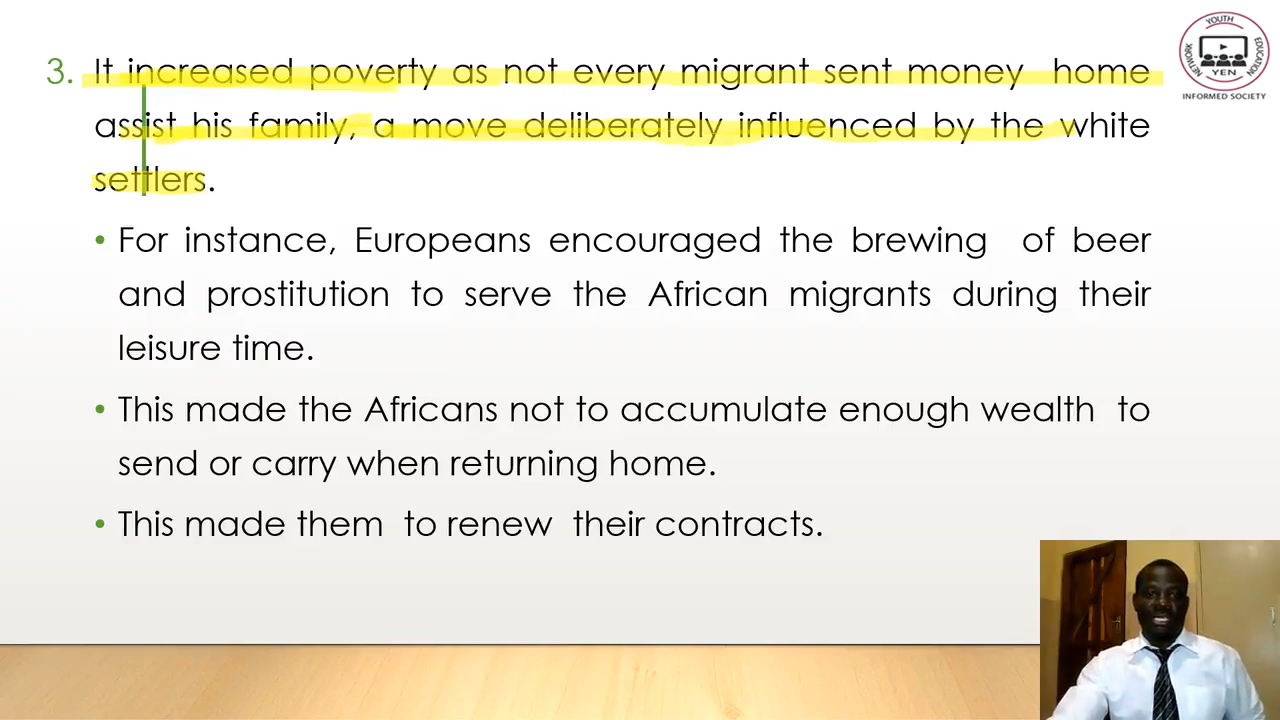 3. It increased poverty as not every migrant sent money home
assist his family, a move deliberately influenced by the white
settlers.
• For instance, Europeans encouraged the brewing of beer
and prostitution to serve the African migrants during their
leisure time.
• This made the Africans not to accumulate enough wealth to
send or carry when returning home.
• This made them to renew their contracts.
YOUTH
EDUCATION
NETWORK
YEN
INFORMED SOCIETY